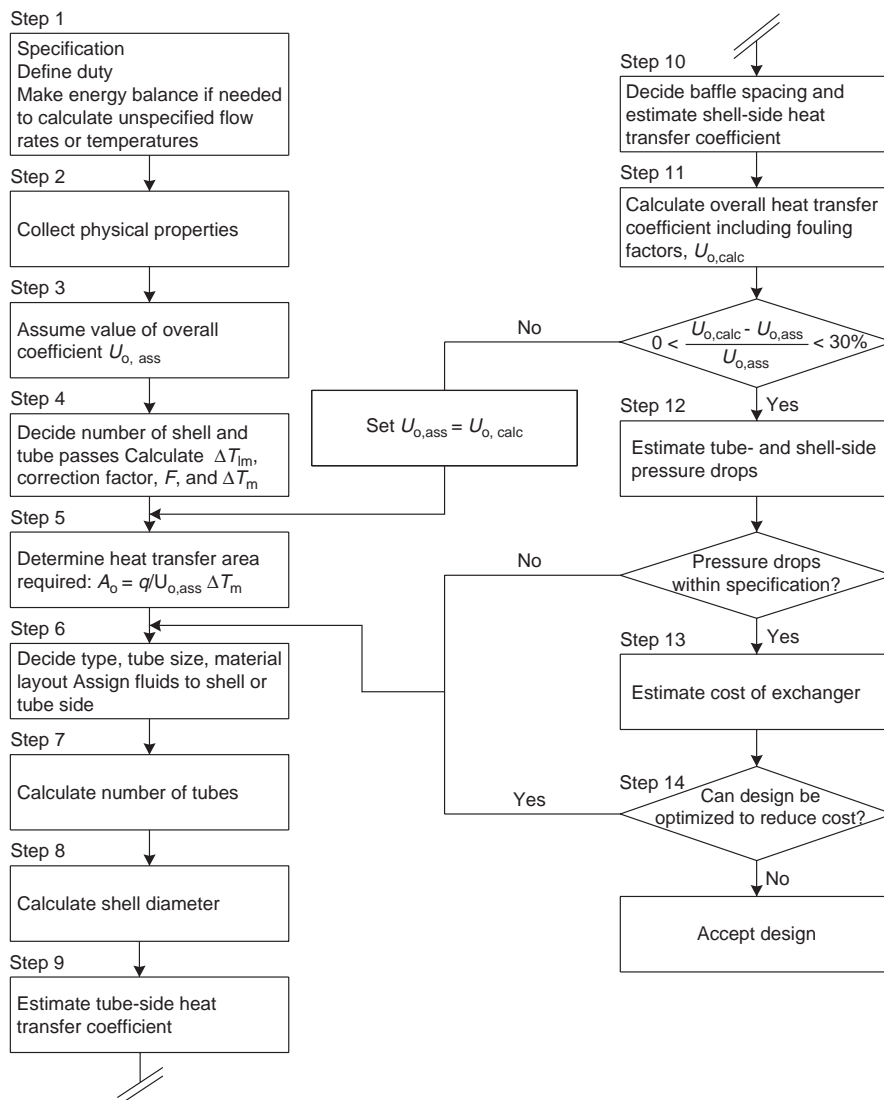 Step 1
Specification
Define duty
Make energy balance if needed
to calculate unspecified flow
rates or temperatures
Step 2
Collect physical properties
Step 3
Assume value of overall
coefficient U_o, ass
Step 4
Decide number of shell and
tube passes Calculate ΔT_lm,
correction factor, F, and ΔT_m
Step 5
Determine heat transfer area
required: A_o = q/U_o,ass ΔT_m
Step 6
Decide type, tube size, material
layout Assign fluids to shell or
tube side
Step 7
Calculate number of tubes
Step 8
Calculate shell diameter
Step 9
Estimate tube-side heat
transfer coefficient
Step 10
Decide baffle spacing and
estimate shell-side heat
transfer coefficient
Step 11
Calculate overall heat transfer
coefficient including fouling
factors, U_o,calc
No
0 < (U_o,calc - U_o,ass) / U_o,ass < 30%
Set U_o,ass = U_o, calc
Yes
Step 12
Estimate tube- and shell-side
pressure drops
No
Pressure drops
within specification?
Yes
Step 13
Estimate cost of exchanger
Step 14
Yes
Can design be
optimized to reduce cost?
No
Accept design